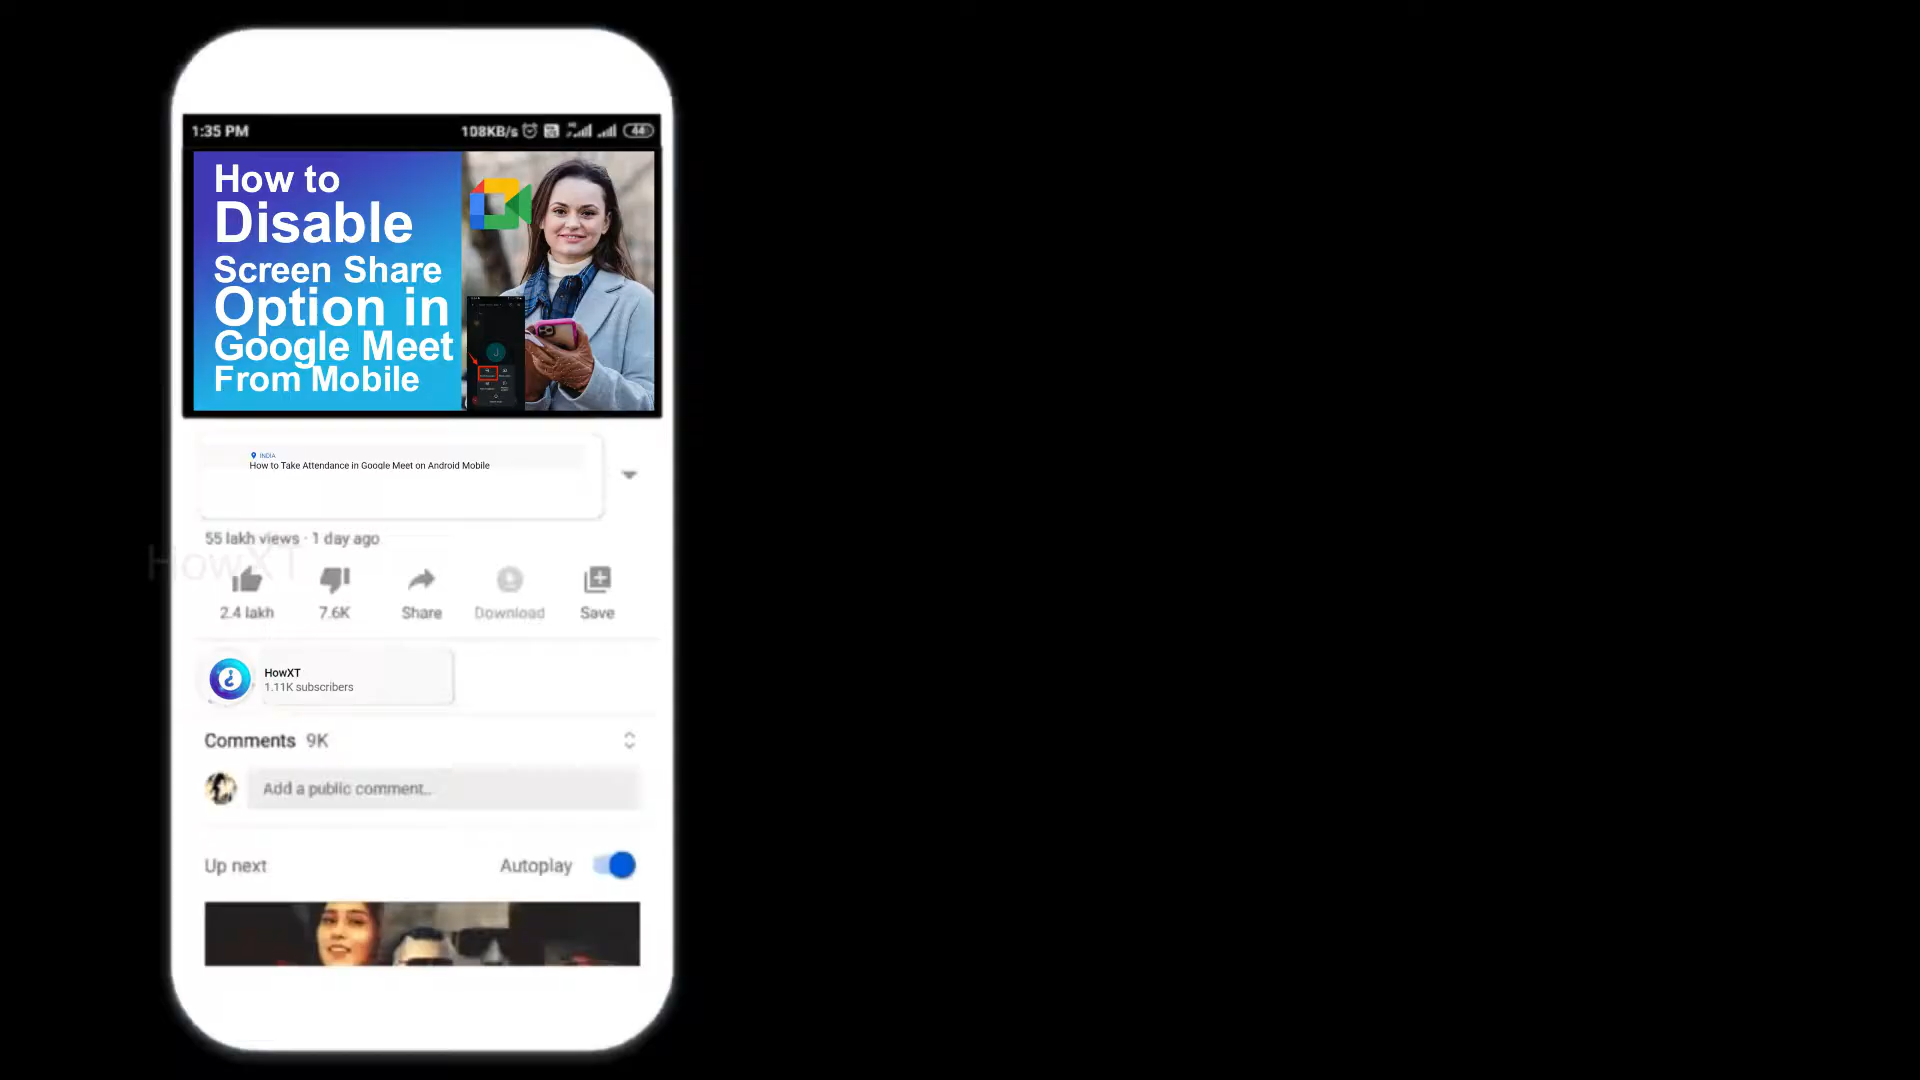 1:35 PM
108KB/s
44
How to
Disable
Screen Share
Option in
Google Meet
From Mobile
J
INDIA
How to Take Attendance in Google Meet on Android Mobile
55 lakh views · 1 day ago
HowXT
2.4 lakh
7.6K
Share
Download
Save
HowXT
1.11K subscribers
Comments 9K
Add a public comment..
Up next
Autoplay